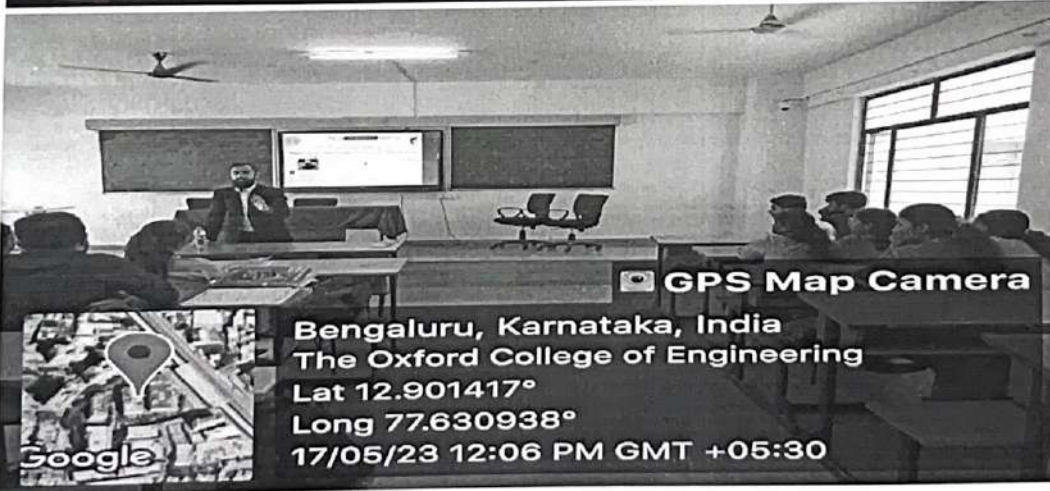 GPS Map Camera
Bengaluru, Karnataka, India
The Oxford College of Engineering
Lat 12.901417°
Long 77.630938°
17/05/23 12:06 PM GMT +05:30
Google